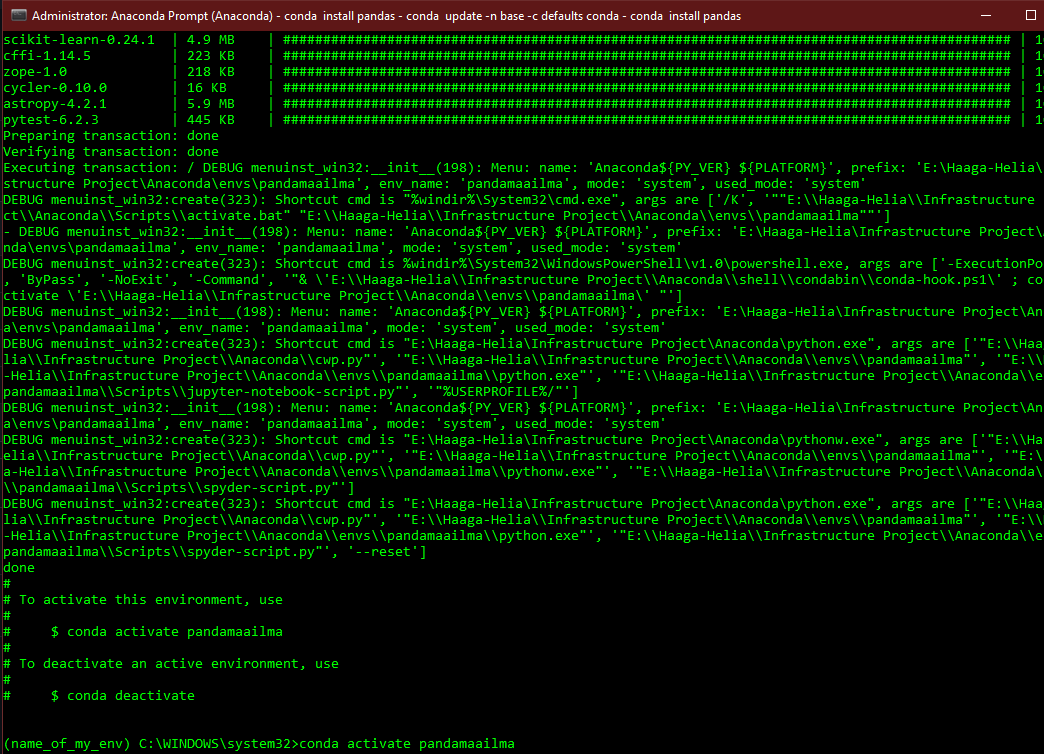 Administrator: Anaconda Prompt (Anaconda) - conda  install pandas - conda  update -n base -c defaults conda - conda  install pandas
scikit-learn-0.24.1  | 4.9 MB    | ########################################################################################### | 1
cffi-1.14.5          | 223 KB    | ########################################################################################### | 1
zope-1.0             | 218 KB    | ########################################################################################### | 1
cycler-0.10.0        | 16 KB     | ########################################################################################### | 1
astropy-4.2.1        | 5.9 MB    | ########################################################################################### | 1
pytest-6.2.3         | 445 KB    | ########################################################################################### | 1
Preparing transaction: done
Verifying transaction: done
Executing transaction: / DEBUG menuinst_win32:__init__(198): Menu: name: 'Anaconda${PY_VER} ${PLATFORM}', prefix: 'E:\Haaga-Helia\
structure Project\Anaconda\envs\pandamaailma', env_name: 'pandamaailma', mode: 'system', used_mode: 'system'
DEBUG menuinst_win32:create(323): Shortcut cmd is "%windir%\System32\cmd.exe", args are ['/K', '""E:\\Haaga-Helia\\Infrastructure
ct\\Anaconda\\Scripts\\activate.bat" "E:\\Haaga-Helia\\Infrastructure Project\\Anaconda\\envs\\pandamaailma""']
- DEBUG menuinst_win32:__init__(198): Menu: name: 'Anaconda${PY_VER} ${PLATFORM}', prefix: 'E:\Haaga-Helia\Infrastructure Project\
nda\envs\pandamaailma', env_name: 'pandamaailma', mode: 'system', used_mode: 'system'
DEBUG menuinst_win32:create(323): Shortcut cmd is %windir%\System32\WindowsPowerShell\v1.0\powershell.exe, args are ['-ExecutionPo
, 'ByPass', '-NoExit', '-Command', '"& \'E:\\Haaga-Helia\\Infrastructure Project\\Anaconda\\shell\\condabin\\conda-hook.ps1\' ; co
ctivate \'E:\\Haaga-Helia\\Infrastructure Project\\Anaconda\\envs\\pandamaailma\' "']
DEBUG menuinst_win32:__init__(198): Menu: name: 'Anaconda${PY_VER} ${PLATFORM}', prefix: 'E:\Haaga-Helia\Infrastructure Project\An
a\envs\pandamaailma', env_name: 'pandamaailma', mode: 'system', used_mode: 'system'
DEBUG menuinst_win32:create(323): Shortcut cmd is "E:\Haaga-Helia\Infrastructure Project\Anaconda\python.exe", args are ['"E:\\Haa
lia\\Infrastructure Project\\Anaconda\\cwp.py"', '"E:\\Haaga-Helia\\Infrastructure Project\\Anaconda\\envs\\pandamaailma"', '"E:\\
-Helia\\Infrastructure Project\\Anaconda\\envs\\pandamaailma\\python.exe"', '"E:\\Haaga-Helia\\Infrastructure Project\\Anaconda\\e
pandamaailma\\Scripts\\jupyter-notebook-script.py"', '"%USERPROFILE%/"']
DEBUG menuinst_win32:__init__(198): Menu: name: 'Anaconda${PY_VER} ${PLATFORM}', prefix: 'E:\Haaga-Helia\Infrastructure Project\An
a\envs\pandamaailma', env_name: 'pandamaailma', mode: 'system', used_mode: 'system'
DEBUG menuinst_win32:create(323): Shortcut cmd is "E:\Haaga-Helia\Infrastructure Project\Anaconda\pythonw.exe", args are ['"E:\\Ha
elia\\Infrastructure Project\\Anaconda\\cwp.py"', '"E:\\Haaga-Helia\\Infrastructure Project\\Anaconda\\envs\\pandamaailma"', '"E:\
a-Helia\\Infrastructure Project\\Anaconda\\envs\\pandamaailma\\pythonw.exe"', '"E:\\Haaga-Helia\\Infrastructure Project\\Anaconda\
\\pandamaailma\\Scripts\\spyder-script.py"']
DEBUG menuinst_win32:create(323): Shortcut cmd is "E:\Haaga-Helia\Infrastructure Project\Anaconda\python.exe", args are ['"E:\\Haa
lia\\Infrastructure Project\\Anaconda\\cwp.py"', '"E:\\Haaga-Helia\\Infrastructure Project\\Anaconda\\envs\\pandamaailma"', '"E:\\
-Helia\\Infrastructure Project\\Anaconda\\envs\\pandamaailma\\python.exe"', '"E:\\Haaga-Helia\\Infrastructure Project\\Anaconda\\e
pandamaailma\\Scripts\\spyder-script.py"', '--reset']
done
#
# To activate this environment, use
#
#     $ conda activate pandamaailma
#
# To deactivate an active environment, use
#
#     $ conda deactivate
(name_of_my_env) C:\WINDOWS\system32>conda activate pandamaailma